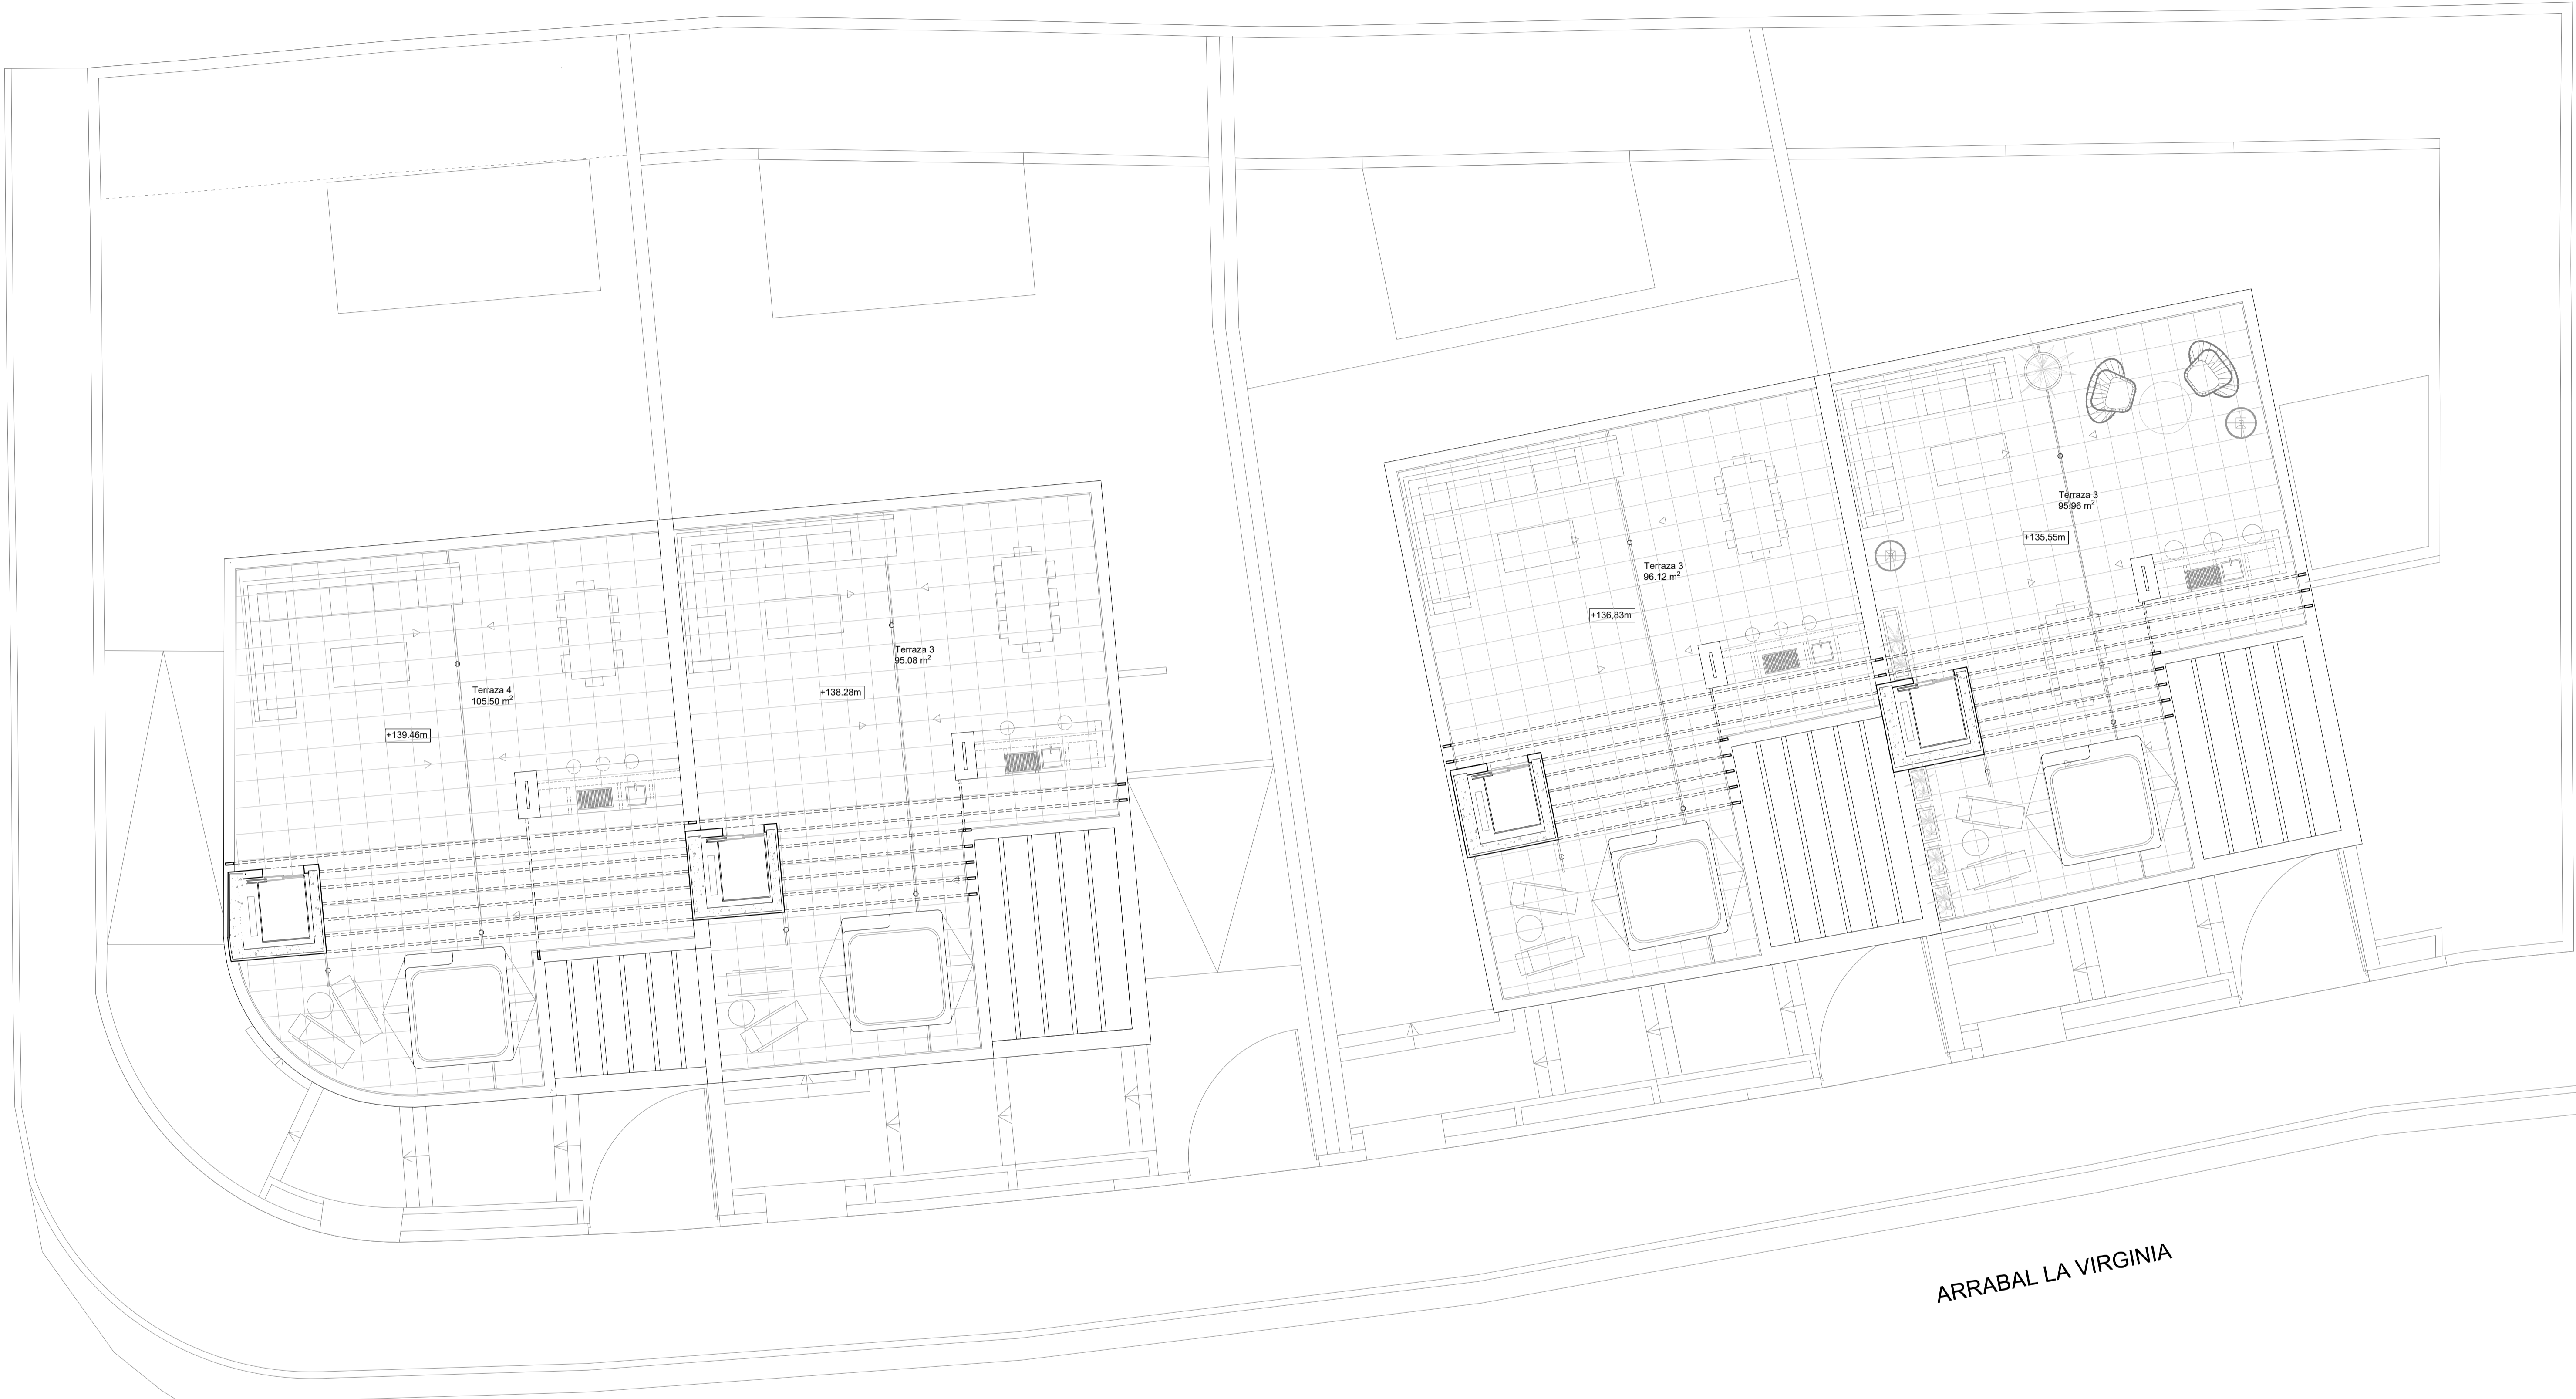 Terraza 4
105.50 m²
+139.46m
Terraza 3
95.08 m²
+138.28m
Terraza 3
96.12 m²
+136,83m
Terraza 3
95.96 m²
+135,55m
ARRABAL LA VIRGINIA